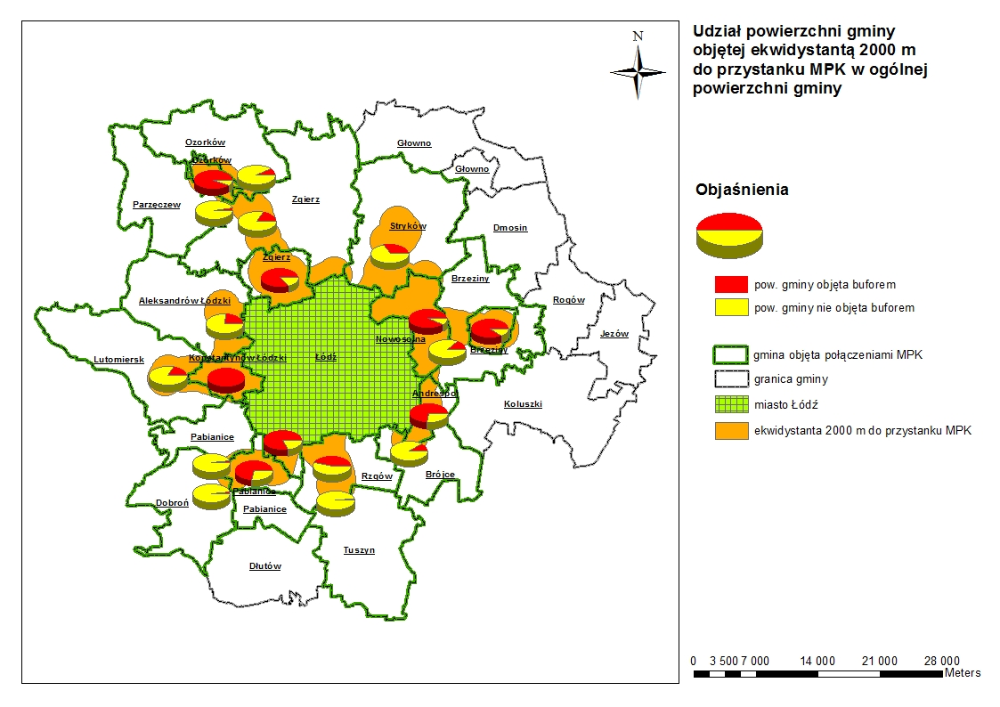 Udział powierzchni gminy
objętej ekwidystantą 2000 m
do przystanku MPK w ogólnej
powierzchni gminy
N
Ozorków
Ozorków
Głowno
Głowno
Parzęczew
Zgierz
Stryków
Dmosin
Zgierz
Brzeziny
Aleksandrów Łódzki
Rogów
Jeżów
Nowosolna
Brzeziny
Lutomiersk
Konstantynów Łódzki
Łódź
Andrespol
Koluszki
Pabianice
Rzgów
Brójce
Pabianice
Dobroń
Pabianice
Tuszyn
Dłutów
Objaśnienia
pow. gminy objęta buforem
pow. gminy nie objęta buforem
gmina objęta połączeniami MPK
granica gminy
miasto Łódź
ekwidystanta 2000 m do przystanku MPK
0 3 500 7 000 14 000 21 000 28 000
Meters